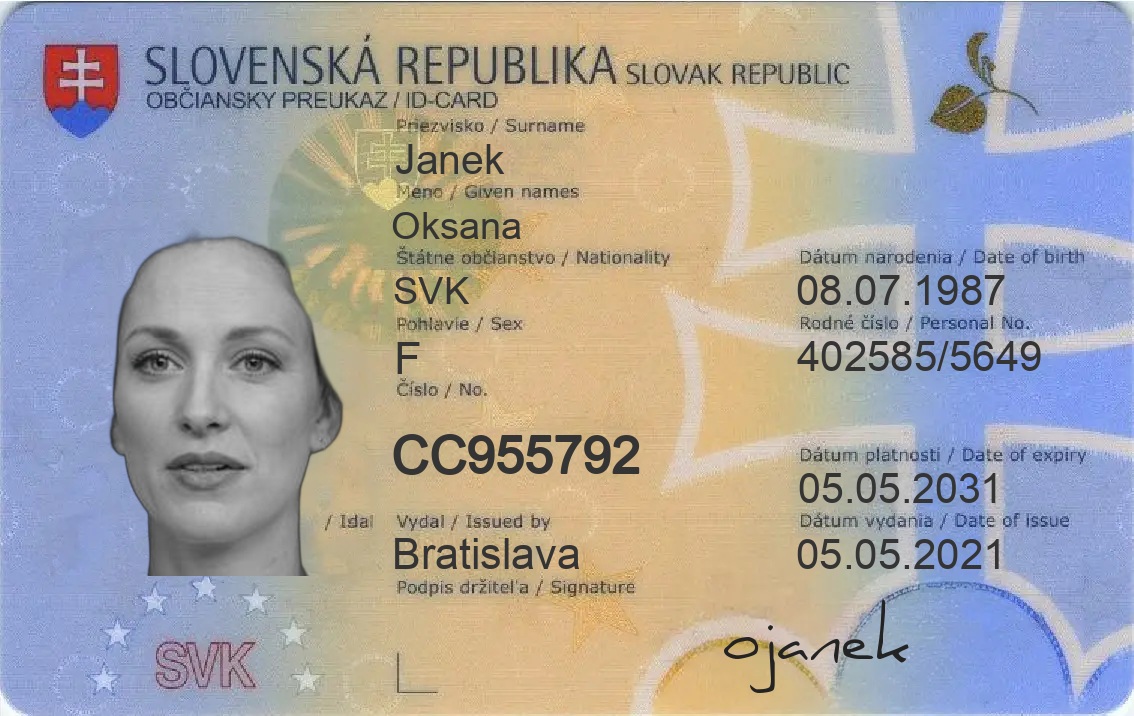 SLOVENSKÁ REPUBLIKA SLOVAK REPUBLIC
OBČIANSKY PREUKAZ / ID-CARD
Priezvisko / Surname
Janek
Meno / Given names
Oksana
Štátne občianstvo / Nationality
SVK
Dátum narodenia / Date of birth
08.07.1987
Pohlavie / Sex
F
Rodné číslo / Personal No.
402585/5649
Číslo / No.
CC955792
Dátum platnosti / Date of expiry
05.05.2031
/ Isdal Vydal / Issued by
Bratislava
Dátum vydania / Date of issue
05.05.2021
Podpis držiteľa / Signature
ojanek
SVK